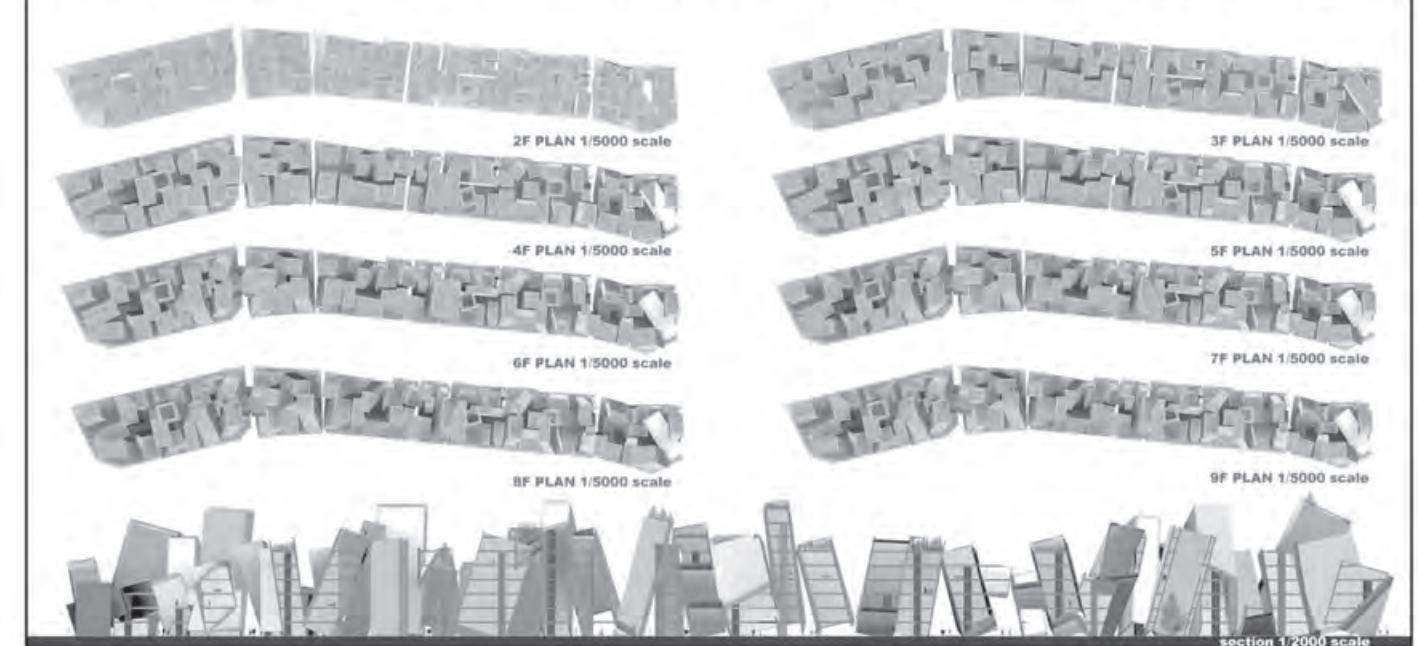 2F PLAN 1/5000 scale
3F PLAN 1/5000 scale
4F PLAN 1/5000 scale
5F PLAN 1/5000 scale
6F PLAN 1/5000 scale
7F PLAN 1/5000 scale
8F PLAN 1/5000 scale
9F PLAN 1/5000 scale
section 1/2000 scale